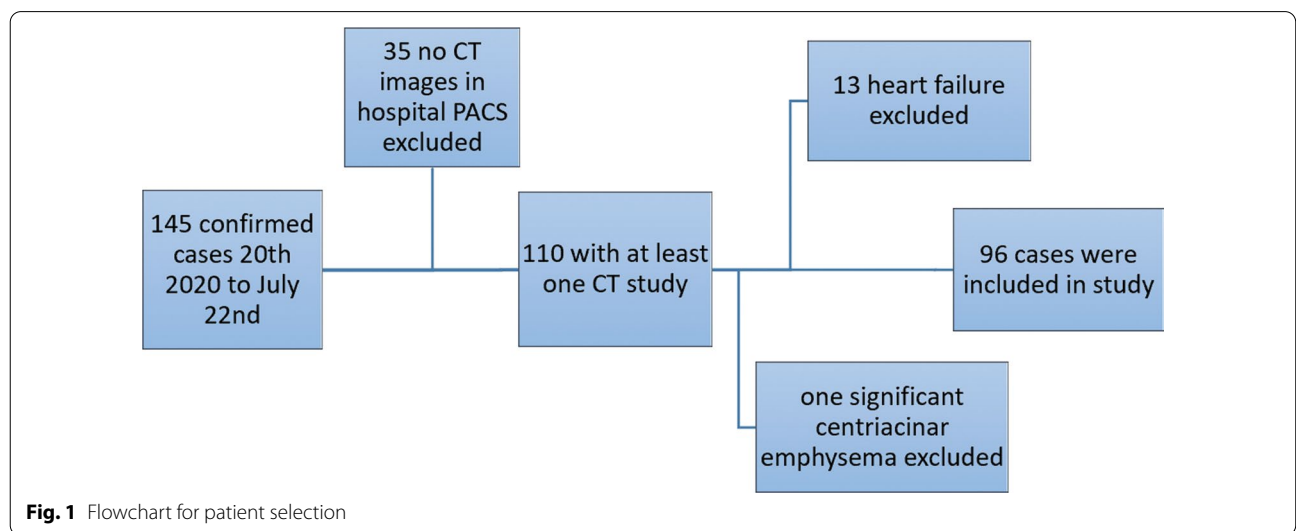 35 no CT
images in
hospital PACS
excluded
13 heart failure
excluded
145 confirmed
cases 20th
2020 to July
22nd
110 with at least
one CT study
96 cases were
included in study
one significant
centriacinar
emphysema excluded
Fig. 1 Flowchart for patient selection